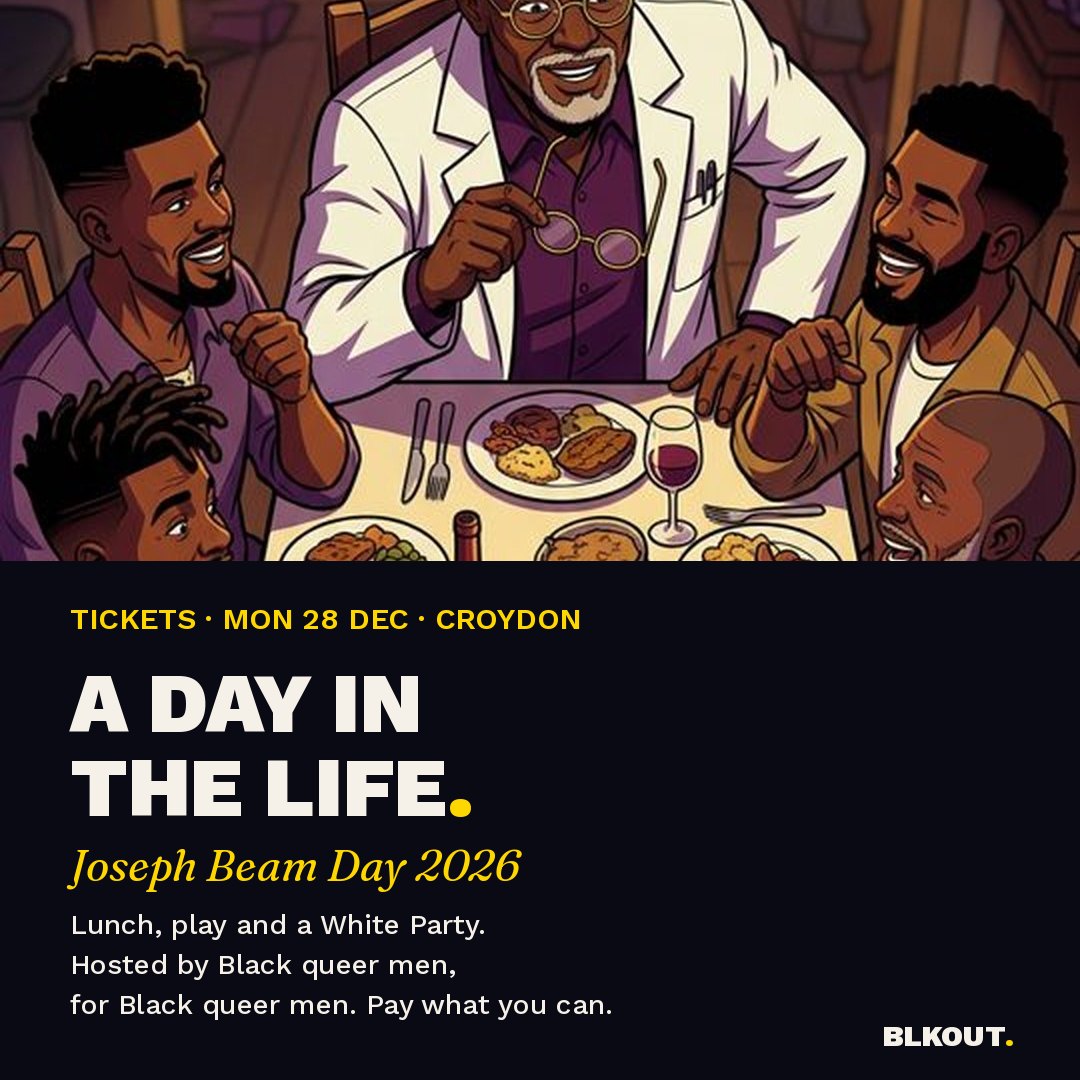 TICKETS · MON 28 DEC · CROYDON
A DAY IN
THE LIFE.
Joseph Beam Day 2026
Lunch, play and a White Party.
Hosted by Black queer men,
for Black queer men. Pay what you can.
BLKOUT.